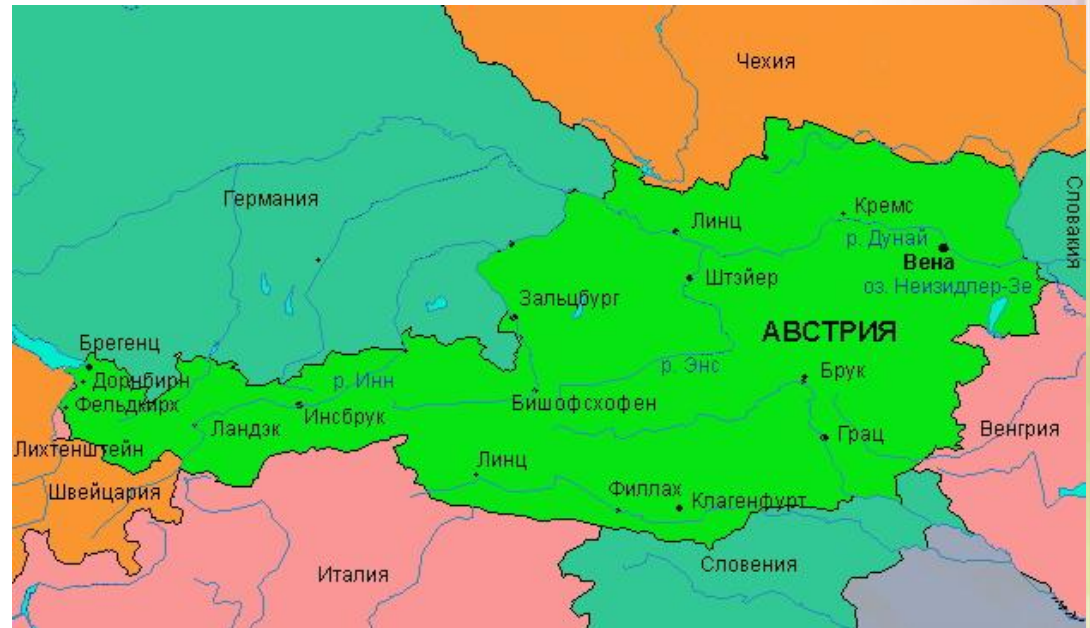 Чехия
Германия
Словакия
Линц
Кремс
р. Дунай
Вена
Штэйер
оз. Неизидлер-Зе
Зальцбург
АВСТРИЯ
Брегенц
р. Энс
Дорнбирн
р. Инн
Брук
Фельдкирх
Инсбрук
Бишофсхофен
Ландэк
Грац
Венгрия
Лихтенштейн
Линц
Швейцария
Филлах
Клагенфурт
Словения
Италия